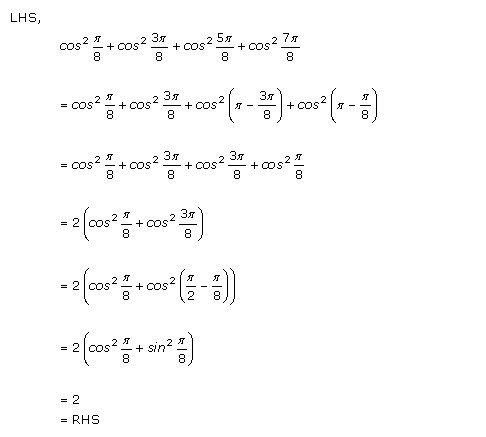 LHS,
cos² π/8 + cos² 3π/8 + cos² 5π/8 + cos² 7π/8
= cos² π/8 + cos² 3π/8 + cos² (π − 3π/8) + cos² (π − π/8)
= cos² π/8 + cos² 3π/8 + cos² 3π/8 + cos² π/8
= 2 (cos² π/8 + cos² 3π/8)
= 2 (cos² π/8 + cos² (π/2 − π/8))
= 2 (cos² π/8 + sin² π/8)
= 2
= RHS